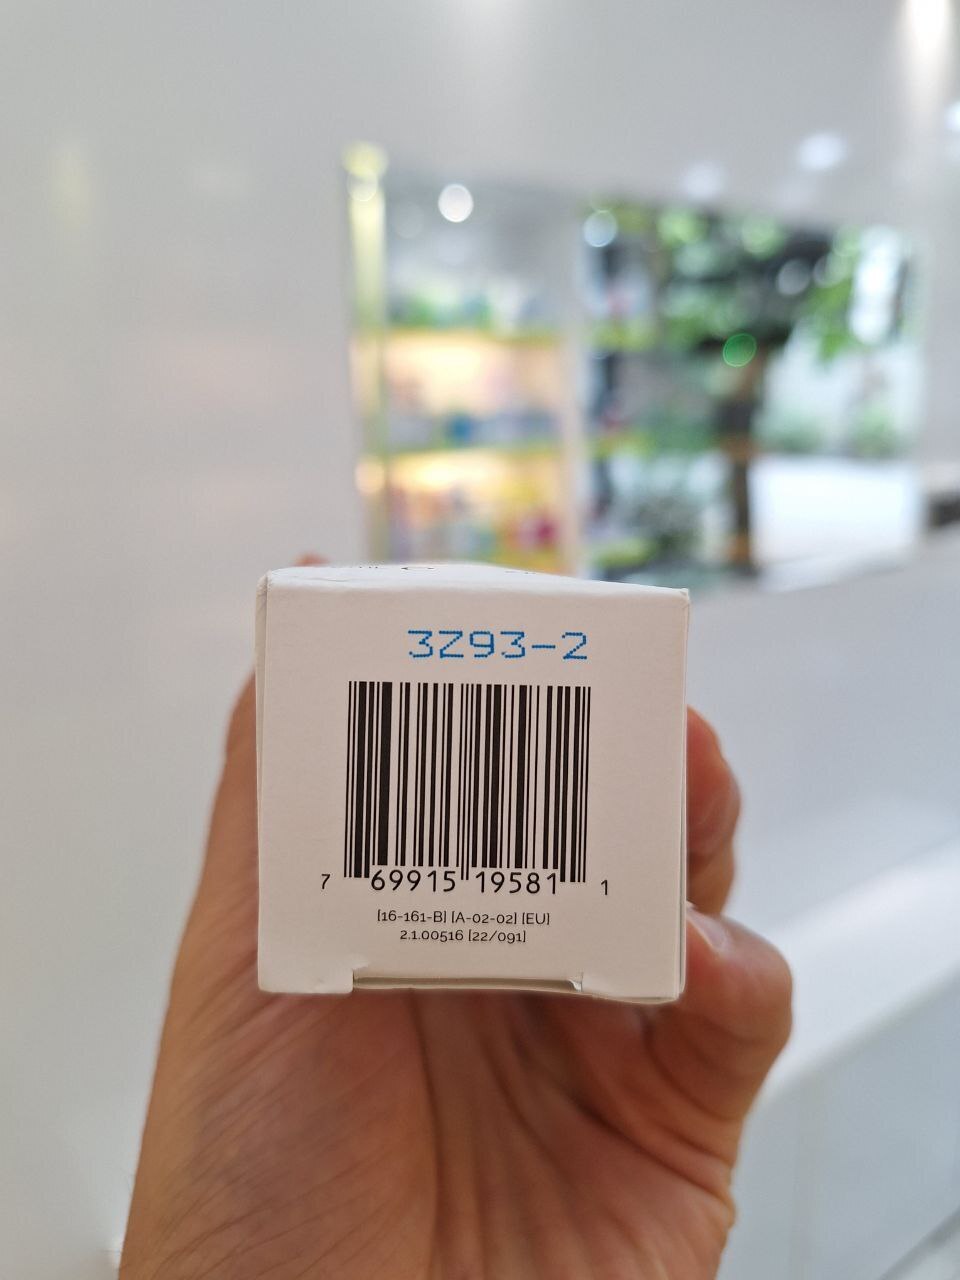 3Z93-2
7 69915 19581 1
[16-161-B] [A-02-02] [EU]
2.1.00516 [22/091]